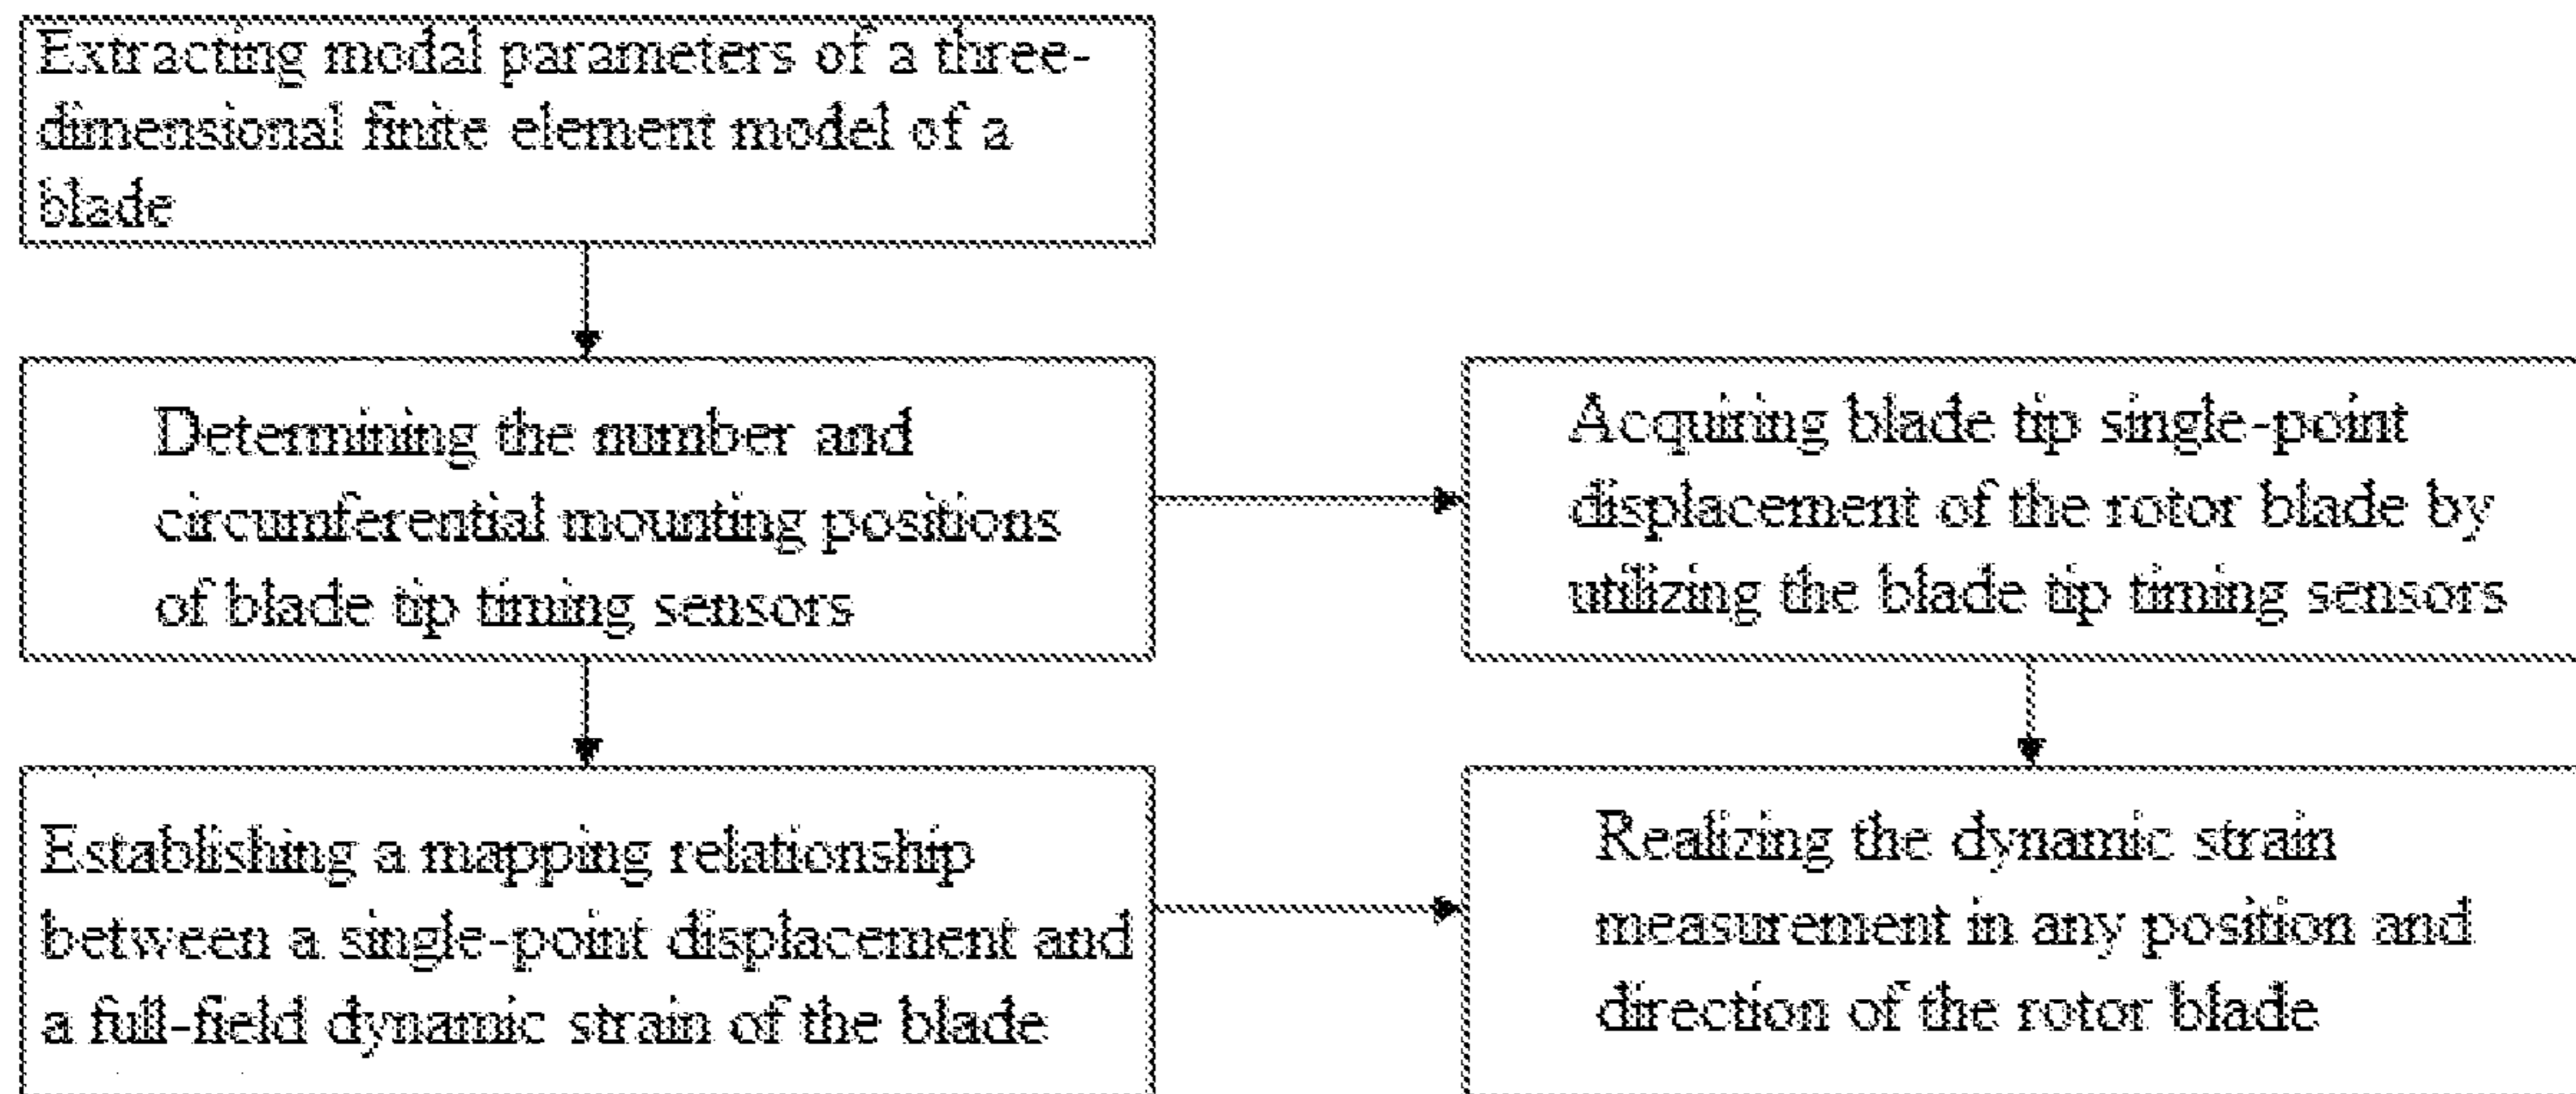 Extracting modal parameters of a three-
dimensional finite element model of a
blade
Determining the number and
circumferential mounting positions
of blade tip timing sensors
Acquiring blade tip single-point
displacement of the rotor blade by
utilizing the blade tip timing sensors
Establishing a mapping relationship
between a single-point displacement and
a full-field dynamic strain of the blade
Realizing the dynamic strain
measurement in any position and
direction of the rotor blade